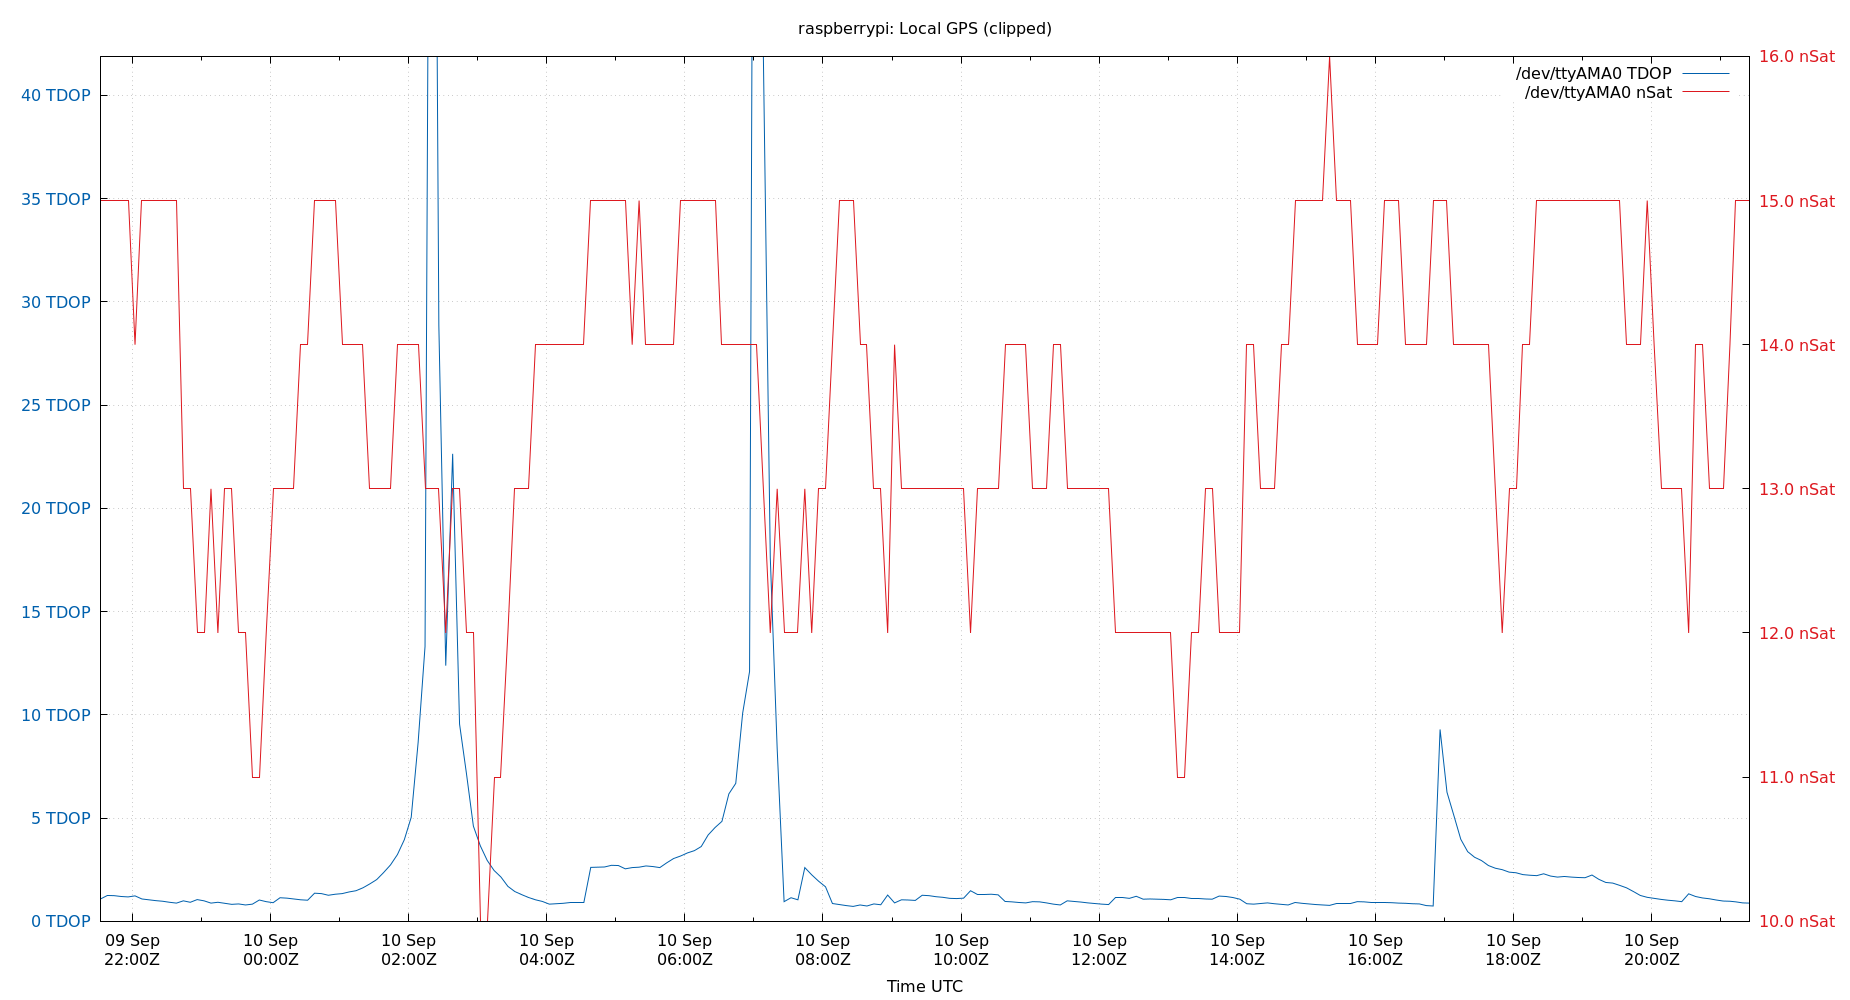 raspberrypi: Local GPS (clipped)
/dev/ttyAMA0 TDOP
/dev/ttyAMA0 nSat
40 TDOP
35 TDOP
30 TDOP
25 TDOP
20 TDOP
15 TDOP
10 TDOP
5 TDOP
0 TDOP
16.0 nSat
15.0 nSat
14.0 nSat
13.0 nSat
12.0 nSat
11.0 nSat
10.0 nSat
09 Sep
22:00Z
10 Sep
00:00Z
10 Sep
02:00Z
10 Sep
04:00Z
10 Sep
06:00Z
10 Sep
08:00Z
10 Sep
10:00Z
10 Sep
12:00Z
10 Sep
14:00Z
10 Sep
16:00Z
10 Sep
18:00Z
10 Sep
20:00Z
Time UTC